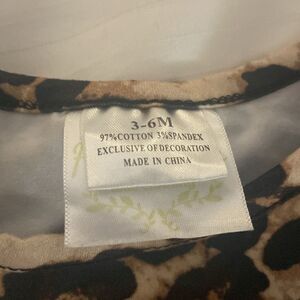 3-6M
97%COTTON 3%SPANDEX
EXCLUSIVE OF DECORATION
MADE IN CHINA